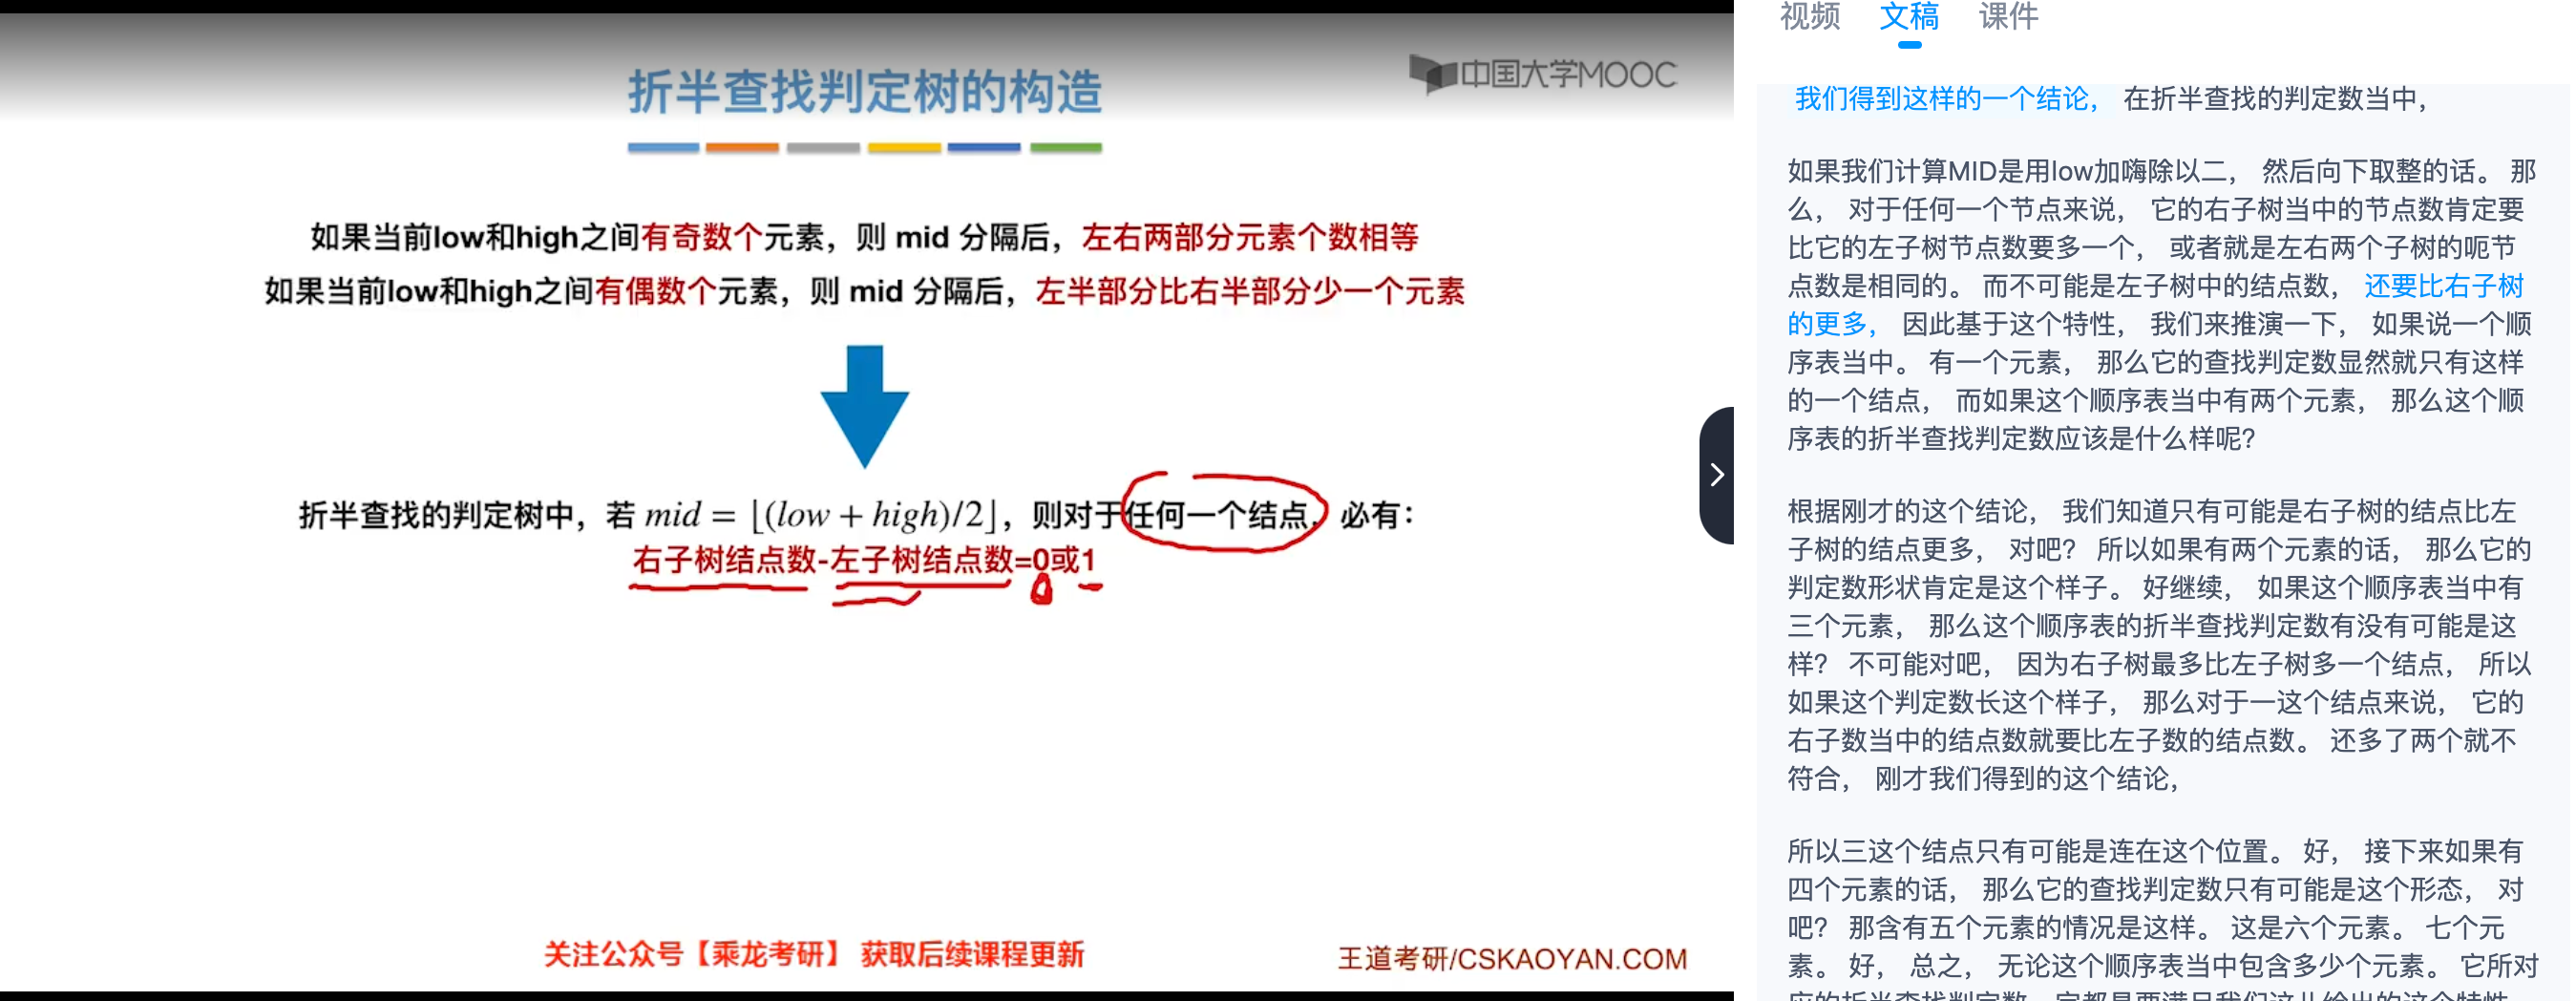 折半查找判定树的构造
中国大学MOOC
如果当前low和high之间有奇数个元素，则 mid 分隔后，左右两部分元素个数相等
如果当前low和high之间有偶数个元素，则 mid 分隔后，左半部分比右半部分少一个元素
折半查找的判定树中，若 mid = ⌊(low + high)/2⌋，则对于任何一个结点，必有：
右子树结点数-左子树结点数=0或1
关注公众号【乘龙考研】 获取后续课程更新
王道考研/CSKAOYAN.COM
视频 文稿 课件
我们得到这样的一个结论， 在折半查找的判定数当中，
如果我们计算MID是用low加嗨除以二， 然后向下取整的话。 那
么， 对于任何一个节点来说， 它的右子树当中的节点数肯定要
比它的左子树节点数要多一个， 或者就是左右两个子树的呃节
点数是相同的。 而不可能是左子树中的结点数， 还要比右子树
的更多， 因此基于这个特性， 我们来推演一下， 如果说一个顺
序表当中。 有一个元素， 那么它的查找判定数显然就只有这样
的一个结点， 而如果这个顺序表当中有两个元素， 那么这个顺
序表的折半查找判定数应该是什么样呢？
根据刚才的这个结论， 我们知道只有可能是右子树的结点比左
子树的结点更多， 对吧？ 所以如果有两个元素的话， 那么它的
判定数形状肯定是这个样子。 好继续， 如果这个顺序表当中有
三个元素， 那么这个顺序表的折半查找判定数有没有可能是这
样？ 不可能对吧， 因为右子树最多比左子树多一个结点， 所以
如果这个判定数长这个样子， 那么对于一这个结点来说， 它的
右子数当中的结点数就要比左子数的结点数。 还多了两个就不
符合， 刚才我们得到的这个结论，
所以三这个结点只有可能是连在这个位置。 好， 接下来如果有
四个元素的话， 那么它的查找判定数只有可能是这个形态， 对
吧？ 那含有五个元素的情况是这样。 这是六个元素。 七个元
素。 好， 总之， 无论这个顺序表当中包含多少个元素。 它所对